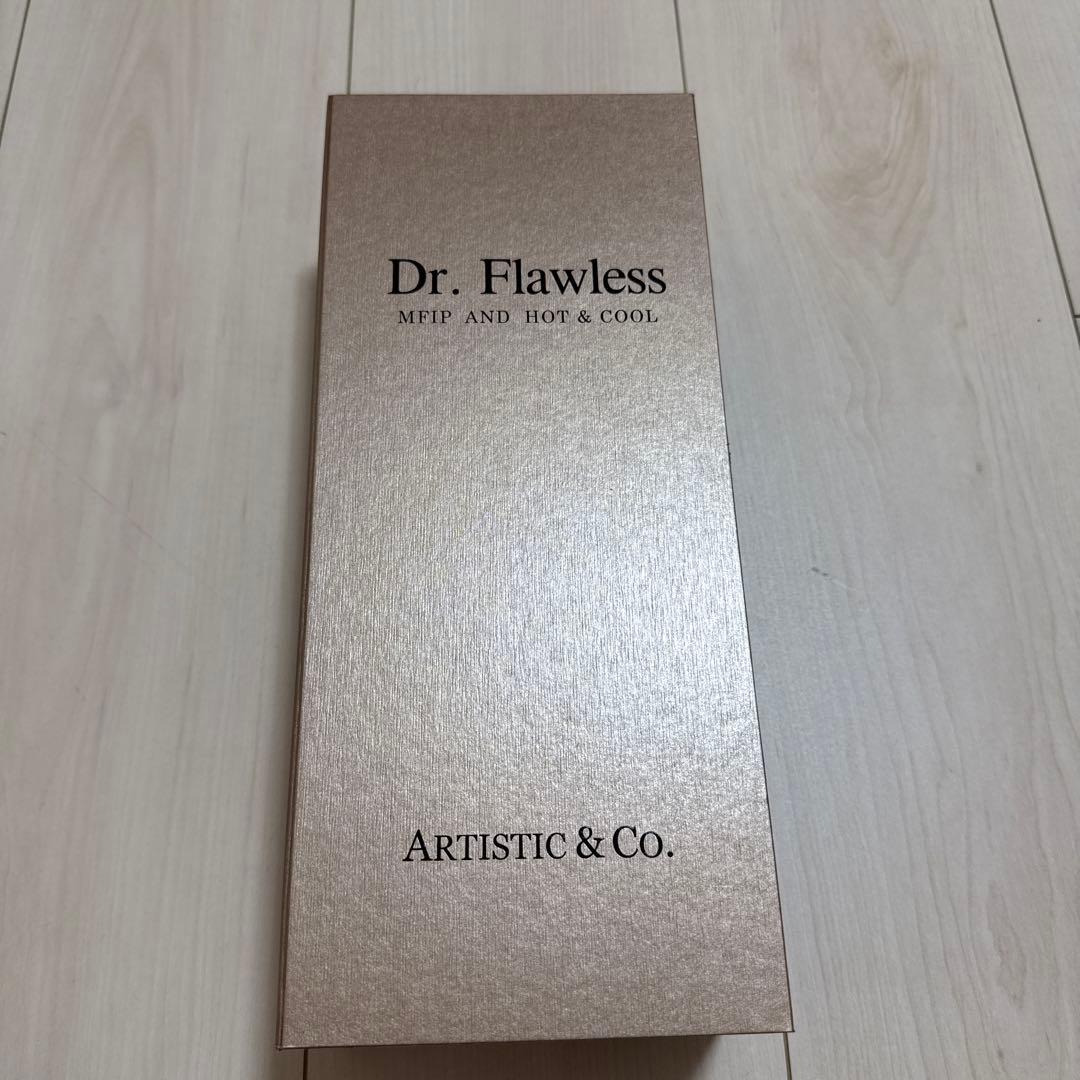 Dr. Flawless
MFIP AND HOT & COOL
ARTISTIC & CO.